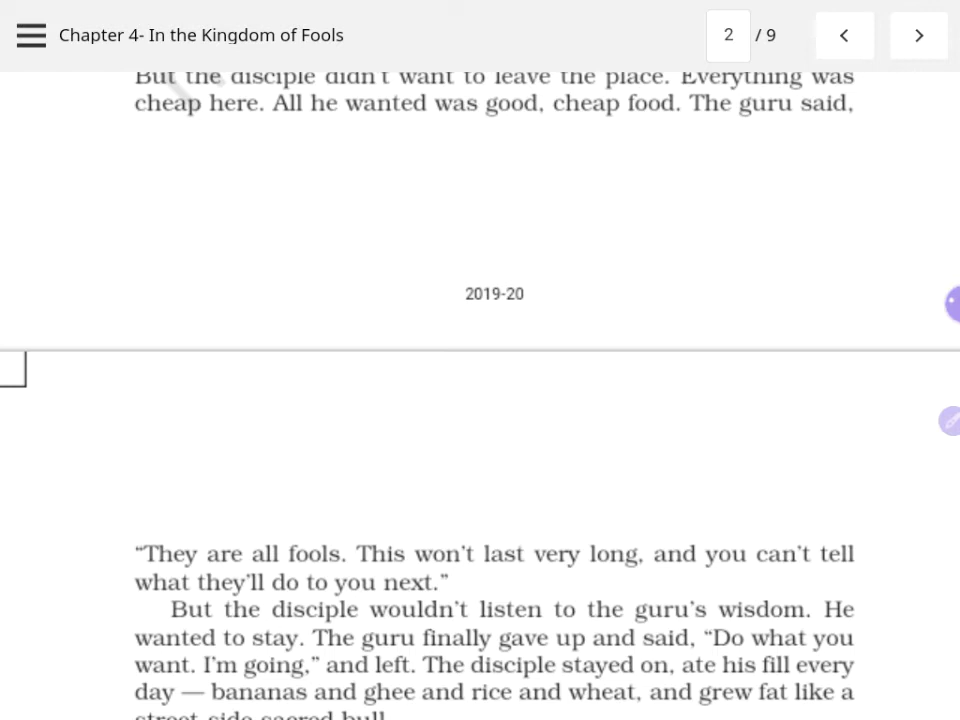 Chapter 4- In the Kingdom of Fools
2 / 9
But the disciple didn't want to leave the place. Everything was
cheap here. All he wanted was good, cheap food. The guru said,
2019-20
“They are all fools. This won't last very long, and you can't tell
what they'll do to you next.”
But the disciple wouldn't listen to the guru's wisdom. He
wanted to stay. The guru finally gave up and said, “Do what you
want. I'm going,” and left. The disciple stayed on, ate his fill every
day — bananas and ghee and rice and wheat, and grew fat like a
street-side sacred bull.